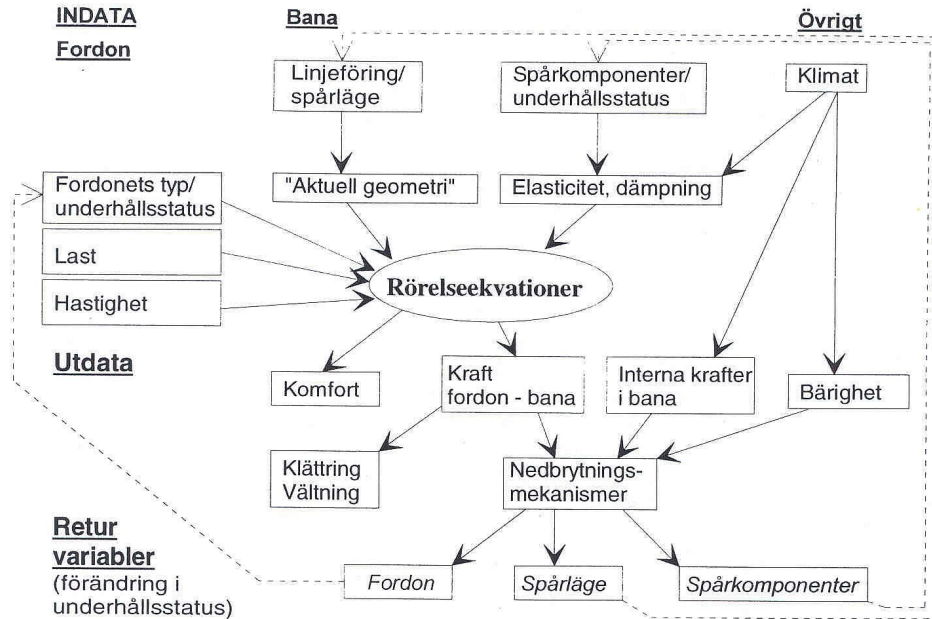 INDATA
Bana
Övrigt
Fordon
Linjeföring/
spårläge
Spårkomponenter/
underhållsstatus
Klimat
Fordonets typ/
underhållsstatus
"Aktuell geometri"
Elasticitet, dämpning
Last
Hastighet
Rörelseekvationer
Utdata
Komfort
Kraft
fordon - bana
Interna krafter
i bana
Bärighet
Klättring
Vältning
Nedbrytnings-
mekanismer
Retur
variabler
(förändring i
underhållsstatus)
Fordon
Spårläge
Spårkomponenter